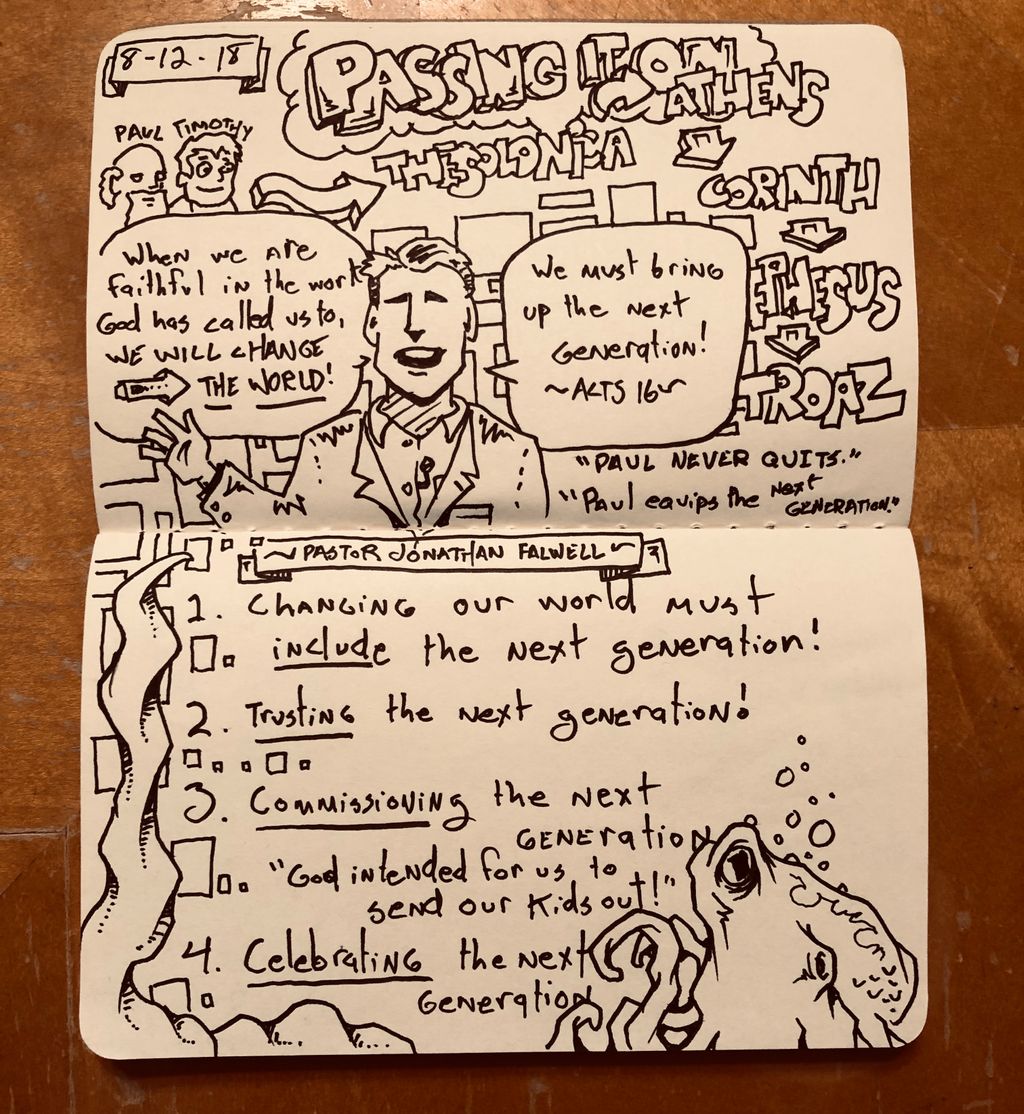 8-12-18
PASSING IT ON
ATHENS
PAUL TIMOTHY
THESSOLONICA
CORINTH
EPHESUS
TROAZ
When we are
faithful in the work
God has called us to,
WE WILL CHANGE
THE WORLD!
We must bring
up the next
Generation!
~ACTS 16~
"PAUL NEVER QUITS."
"Paul equips the NEXT
GENERATION."
~PASTOR JONATHAN FALWELL~
1. CHANGING our world must
include the next generation!
2. Trusting the next generation!
3. Commissioning the next
GENERATION
"God intended for us to
send our kids out!"
4. Celebrating the next
Generation